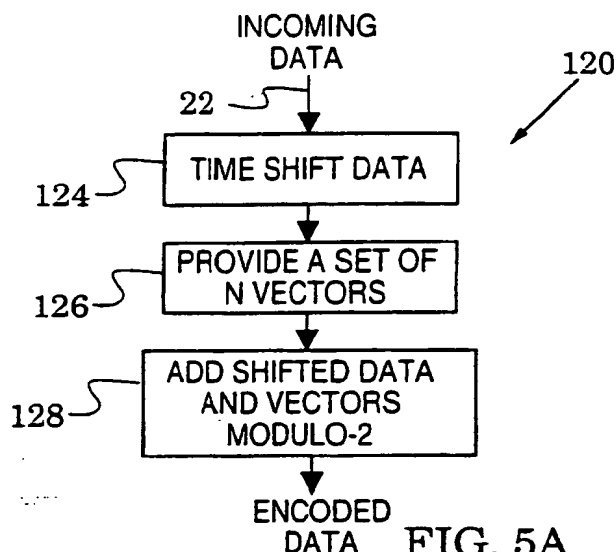 INCOMING
DATA
120
22
TIME SHIFT DATA
124
PROVIDE A SET OF
N VECTORS
126
ADD SHIFTED DATA
AND VECTORS
MODULO-2
128
ENCODED
DATA
FIG. 5A